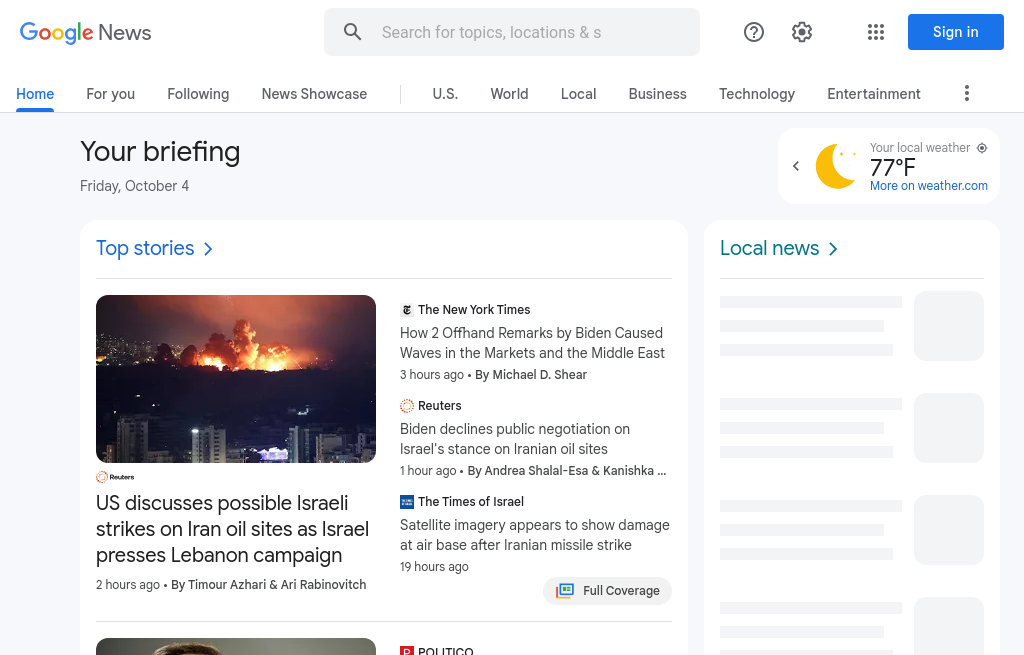 Google News
Search for topics, locations & s
Sign in
Home
For you
Following
News Showcase
U.S.
World
Local
Business
Technology
Entertainment
Your briefing
Friday, October 4
Your local weather
77°F
More on weather.com
Top stories
Reuters
US discusses possible Israeli
strikes on Iran oil sites as Israel
presses Lebanon campaign
2 hours ago • By Timour Azhari & Ari Rabinovitch
The New York Times
How 2 Offhand Remarks by Biden Caused
Waves in the Markets and the Middle East
3 hours ago • By Michael D. Shear
Reuters
Biden declines public negotiation on
Israel's stance on Iranian oil sites
1 hour ago • By Andrea Shalal-Esa & Kanishka ...
The Times of Israel
Satellite imagery appears to show damage
at air base after Iranian missile strike
19 hours ago
Full Coverage
POLITICO
Local news